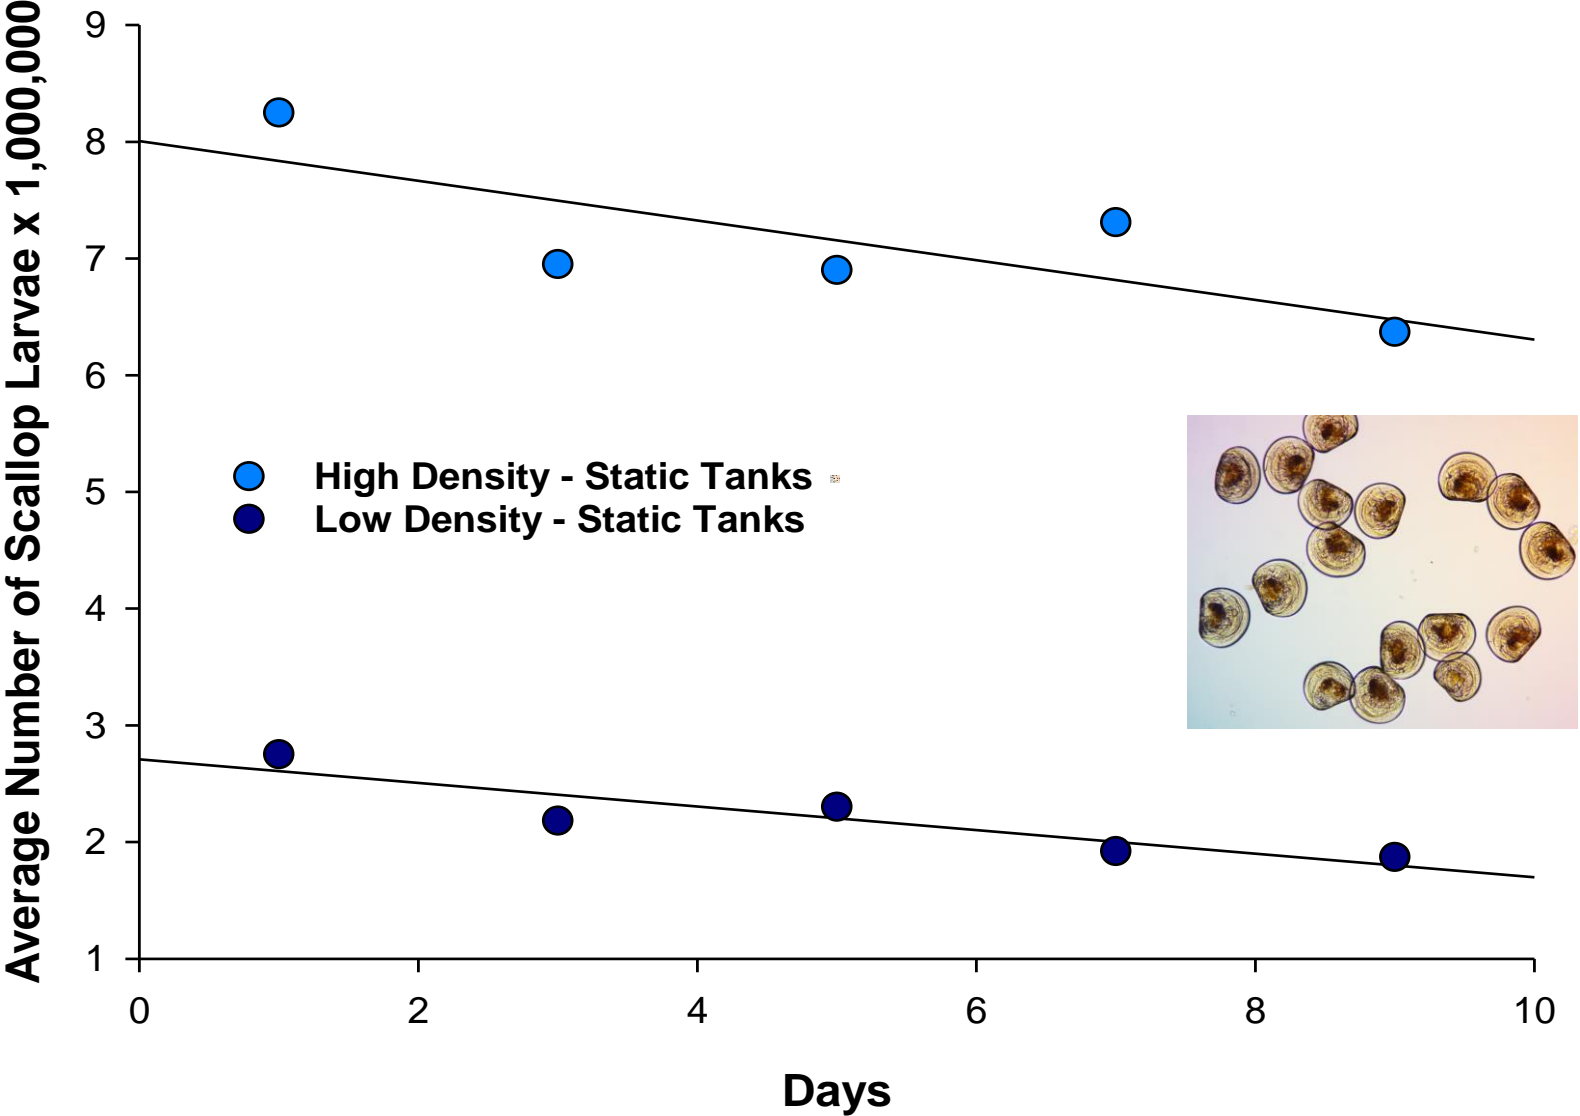 Average Number of Scallop Larvae x 1,000,000
9
8
7
6
5
4
3
2
1
High Density - Static Tanks
Low Density - Static Tanks
0 2 4 6 8 10
Days